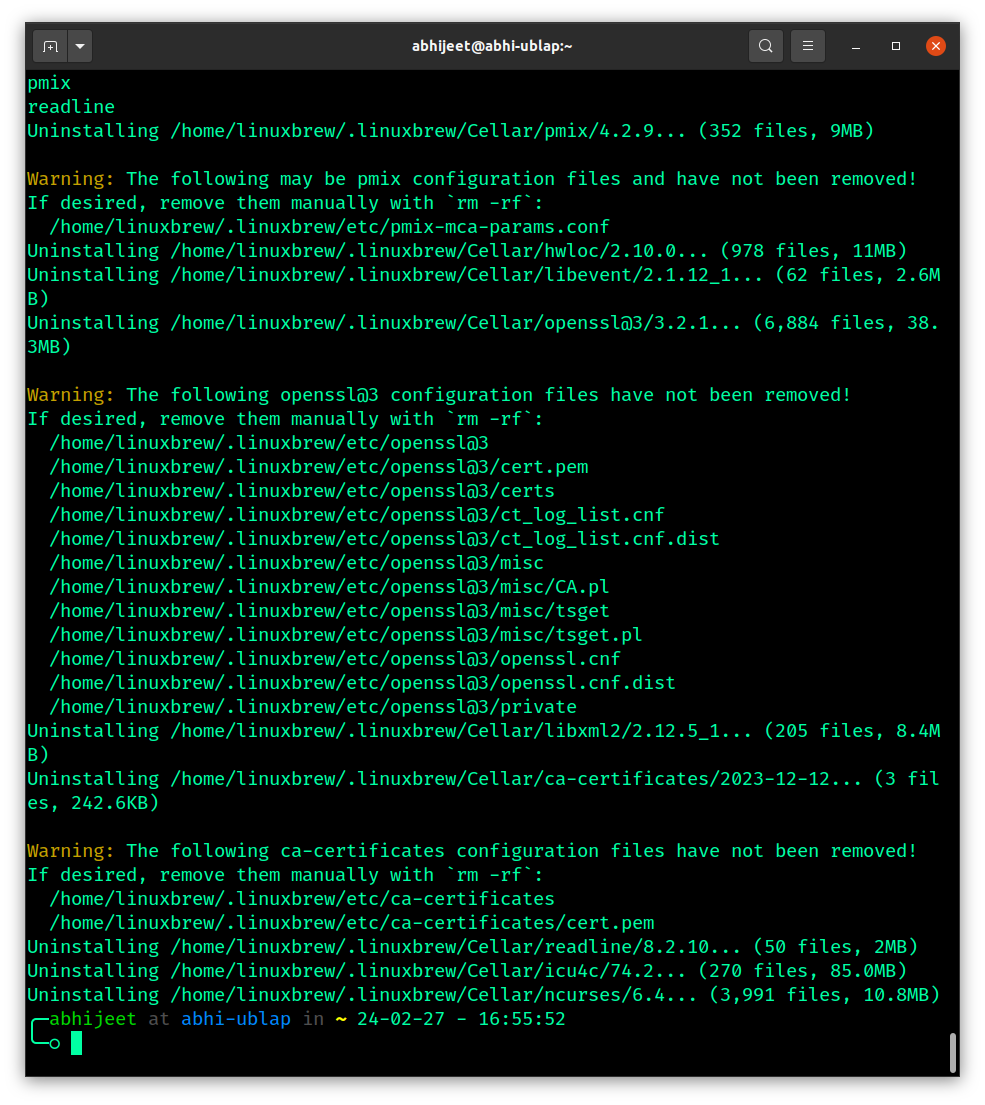 abhijeet@abhi-ublap:~
pmix
readline
Uninstalling /home/linuxbrew/.linuxbrew/Cellar/pmix/4.2.9... (352 files, 9MB)
Warning: The following may be pmix configuration files and have not been removed!
If desired, remove them manually with `rm -rf`:
  /home/linuxbrew/.linuxbrew/etc/pmix-mca-params.conf
Uninstalling /home/linuxbrew/.linuxbrew/Cellar/hwloc/2.10.0... (978 files, 11MB)
Uninstalling /home/linuxbrew/.linuxbrew/Cellar/libevent/2.1.12_1... (62 files, 2.6M
B)
Uninstalling /home/linuxbrew/.linuxbrew/Cellar/openssl@3/3.2.1... (6,884 files, 38.
3MB)
Warning: The following openssl@3 configuration files have not been removed!
If desired, remove them manually with `rm -rf`:
  /home/linuxbrew/.linuxbrew/etc/openssl@3
  /home/linuxbrew/.linuxbrew/etc/openssl@3/cert.pem
  /home/linuxbrew/.linuxbrew/etc/openssl@3/certs
  /home/linuxbrew/.linuxbrew/etc/openssl@3/ct_log_list.cnf
  /home/linuxbrew/.linuxbrew/etc/openssl@3/ct_log_list.cnf.dist
  /home/linuxbrew/.linuxbrew/etc/openssl@3/misc
  /home/linuxbrew/.linuxbrew/etc/openssl@3/misc/CA.pl
  /home/linuxbrew/.linuxbrew/etc/openssl@3/misc/tsget
  /home/linuxbrew/.linuxbrew/etc/openssl@3/misc/tsget.pl
  /home/linuxbrew/.linuxbrew/etc/openssl@3/openssl.cnf
  /home/linuxbrew/.linuxbrew/etc/openssl@3/openssl.cnf.dist
  /home/linuxbrew/.linuxbrew/etc/openssl@3/private
Uninstalling /home/linuxbrew/.linuxbrew/Cellar/libxml2/2.12.5_1... (205 files, 8.4M
B)
Uninstalling /home/linuxbrew/.linuxbrew/Cellar/ca-certificates/2023-12-12... (3 fil
es, 242.6KB)
Warning: The following ca-certificates configuration files have not been removed!
If desired, remove them manually with `rm -rf`:
  /home/linuxbrew/.linuxbrew/etc/ca-certificates
  /home/linuxbrew/.linuxbrew/etc/ca-certificates/cert.pem
Uninstalling /home/linuxbrew/.linuxbrew/Cellar/readline/8.2.10... (50 files, 2MB)
Uninstalling /home/linuxbrew/.linuxbrew/Cellar/icu4c/74.2... (270 files, 85.0MB)
Uninstalling /home/linuxbrew/.linuxbrew/Cellar/ncurses/6.4... (3,991 files, 10.8MB)
╭─abhijeet at abhi-ublap in ~ 24-02-27 - 16:55:52
╰─○